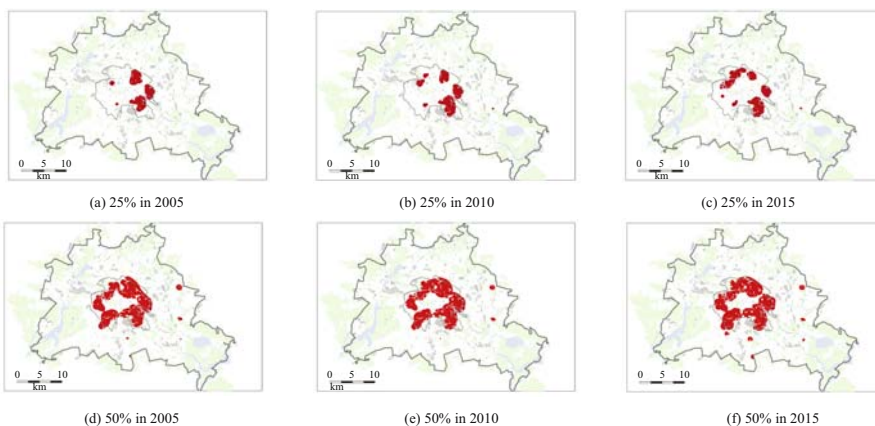 0 5 10
km
0 5 10
km
0 5 10
km
(a) 25% in 2005
(b) 25% in 2010
(c) 25% in 2015
0 5 10
km
0 5 10
km
0 5 10
km
(d) 50% in 2005
(e) 50% in 2010
(f) 50% in 2015